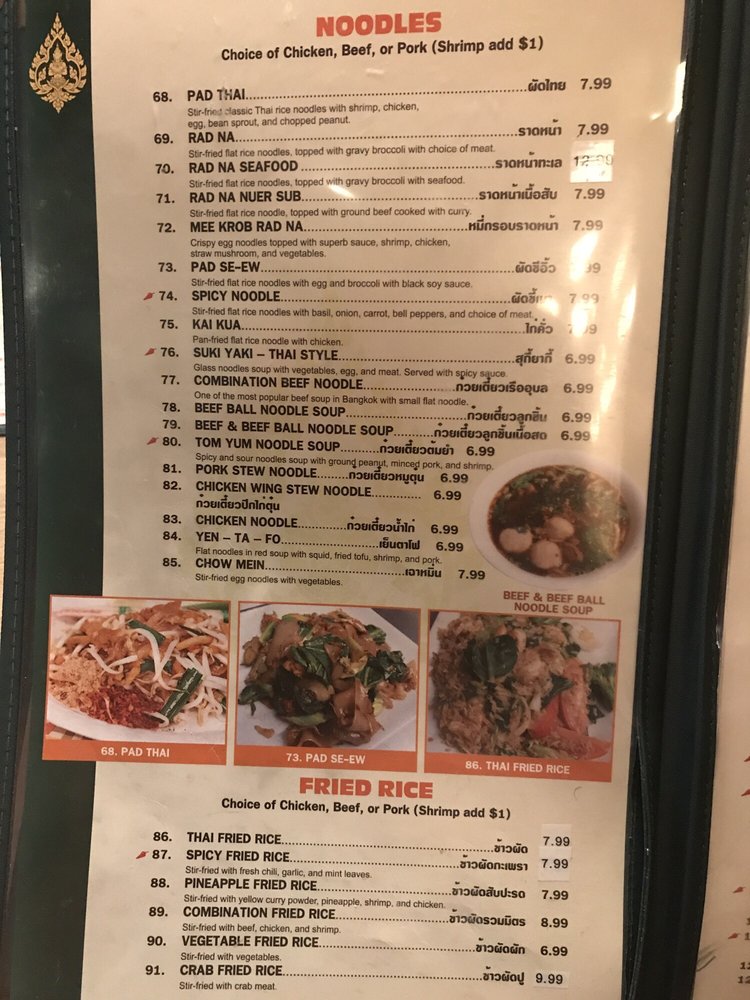 NOODLES
Choice of Chicken, Beef, or Pork (Shrimp add $1)
68. PAD THAI...ผัดไทย 7.99
Stir-fried classic Thai rice noodles with shrimp, chicken,
egg, bean sprout, and chopped peanut.
69. RAD NA...ราดหน้า 7.99
Stir-fried flat rice noodles, topped with gravy broccoli with choice of meat.
70. RAD NA SEAFOOD...ราดหน้าทะเล
Stir-fried flat rice noodles, topped with gravy broccoli with seafood.
71. RAD NA NUER SUB...ราดหน้าเนื้อสับ 7.99
Stir-fried flat rice noodle, topped with ground beef cooked with curry.
72. MEE KROB RAD NA...หมี่กรอบราดหน้า 7.99
Crispy egg noodles topped with superb sauce, shrimp, chicken,
straw mushroom, and vegetables.
73. PAD SE-EW...ผัดซีอิ้ว
Stir-fried flat rice noodles with egg and broccoli with black soy sauce.
74. SPICY NOODLE... 7.99
Stir-fried flat rice noodles with basil, onion, carrot, bell peppers, and choice of meat.
75. KAI KUA...ไก่คั่ว
Pan-fried flat rice noodle with chicken.
76. SUKI YAKI – THAI STYLE...สุกี้ยากี้ 6.99
Glass noodles soup with vegetables, egg, and meat. Served with spicy sauce.
77. COMBINATION BEEF NOODLE...ก๋วยเตี๋ยวเรืออุบล 6.99
One of the most popular beef soup in Bangkok with small flat noodle.
78. BEEF BALL NOODLE SOUP...ก๋วยเตี๋ยวลูกชิ้น 6.99
79. BEEF & BEEF BALL NOODLE SOUP...ก๋วยเตี๋ยวลูกชิ้นเนื้อสด 6.99
80. TOM YUM NOODLE SOUP...ก๋วยเตี๋ยวต้มยำ 6.99
Spicy and sour noodles soup with ground peanut, minced pork, and shrimp.
81. PORK STEW NOODLE...ก๋วยเตี๋ยวหมูตุ๋น 6.99
82. CHICKEN WING STEW NOODLE... 6.99
ก๋วยเตี๋ยวปีกไก่ตุ๋น
83. CHICKEN NOODLE...ก๋วยเตี๋ยวน้ำไก่ 6.99
84. YEN – TA – FO...เย็นตาโฟ 6.99
Flat noodles in red soup with squid, fried tofu, shrimp, and pork.
85. CHOW MEIN...เฉาหมิ่น 7.99
Stir-fried egg noodles with vegetables.
BEEF & BEEF BALL
NOODLE SOUP
68. PAD THAI
73. PAD SE-EW
86. THAI FRIED RICE
FRIED RICE
Choice of Chicken, Beef, or Pork (Shrimp add $1)
86. THAI FRIED RICE...ข้าวผัด 7.99
87. SPICY FRIED RICE...ข้าวผัดกะเพรา 7.99
Stir-fried with fresh chili, garlic, and mint leaves.
88. PINEAPPLE FRIED RICE...ข้าวผัดสับปะรด 7.99
Stir-fried with yellow curry powder, pineapple, shrimp, and chicken.
89. COMBINATION FRIED RICE...ข้าวผัดรวมมิตร 8.99
Stir-fried with beef, chicken, and shrimp.
90. VEGETABLE FRIED RICE...ข้าวผัดผัก 6.99
Stir-fried with vegetables.
91. CRAB FRIED RICE...ข้าวผัดปู 9.99
Stir-fried with crab meat.